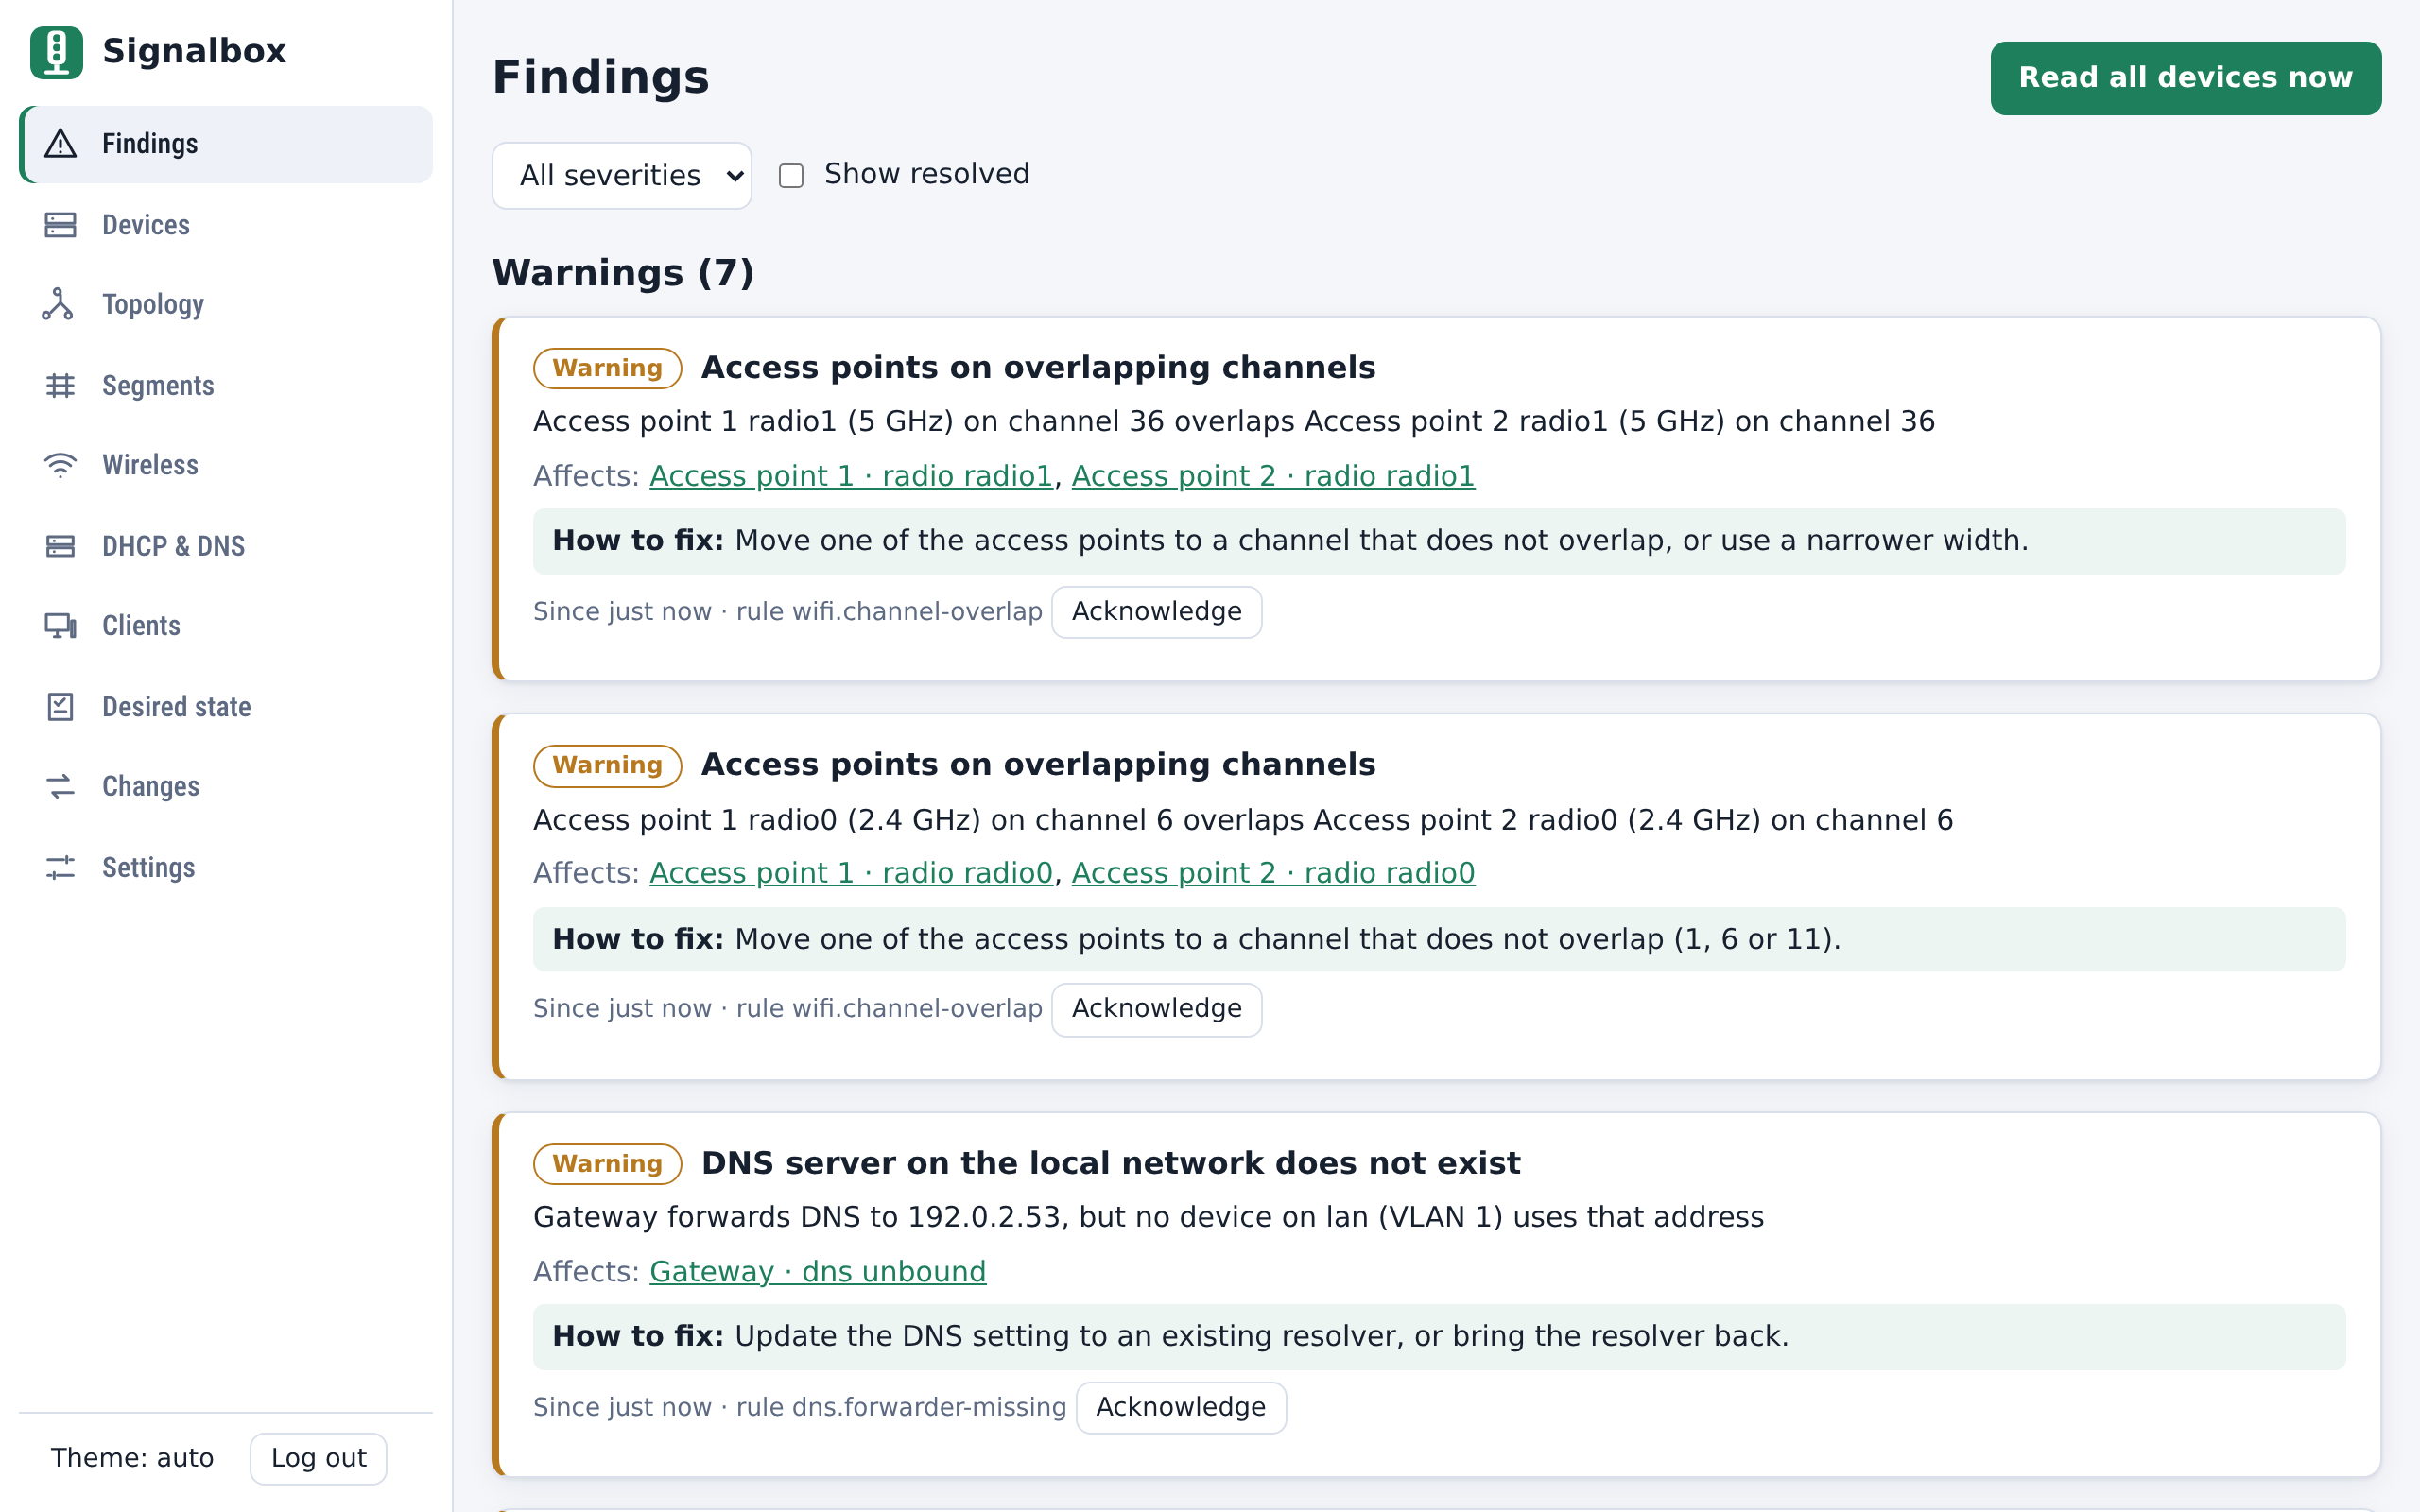 Signalbox
Findings
Devices
Topology
Segments
Wireless
DHCP & DNS
Clients
Desired state
Changes
Settings
Theme: auto
Log out
Findings
Read all devices now
All severities
Show resolved
Warnings (7)
Warning Access points on overlapping channels
Access point 1 radio1 (5 GHz) on channel 36 overlaps Access point 2 radio1 (5 GHz) on channel 36
Affects: Access point 1 · radio radio1, Access point 2 · radio radio1
How to fix: Move one of the access points to a channel that does not overlap, or use a narrower width.
Since just now · rule wifi.channel-overlap Acknowledge
Warning Access points on overlapping channels
Access point 1 radio0 (2.4 GHz) on channel 6 overlaps Access point 2 radio0 (2.4 GHz) on channel 6
Affects: Access point 1 · radio radio0, Access point 2 · radio radio0
How to fix: Move one of the access points to a channel that does not overlap (1, 6 or 11).
Since just now · rule wifi.channel-overlap Acknowledge
Warning DNS server on the local network does not exist
Gateway forwards DNS to 192.0.2.53, but no device on lan (VLAN 1) uses that address
Affects: Gateway · dns unbound
How to fix: Update the DNS setting to an existing resolver, or bring the resolver back.
Since just now · rule dns.forwarder-missing Acknowledge